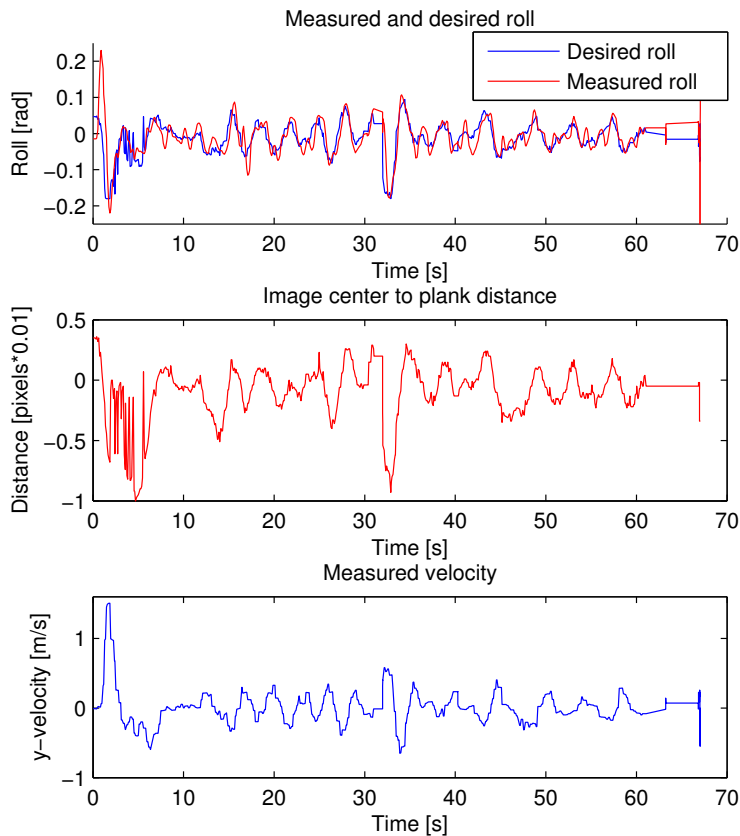 Measured and desired roll
Desired roll
Measured roll
Roll [rad]
0.2
0.1
0
−0.1
−0.2
0 10 20 30 40 50 60 70
Time [s]
Image center to plank distance
Distance [pixels*0.01]
0.5
0
−0.5
−1
0 10 20 30 40 50 60 70
Time [s]
Measured velocity
y−velocity [m/s]
1
0
−1
0 10 20 30 40 50 60 70
Time [s]